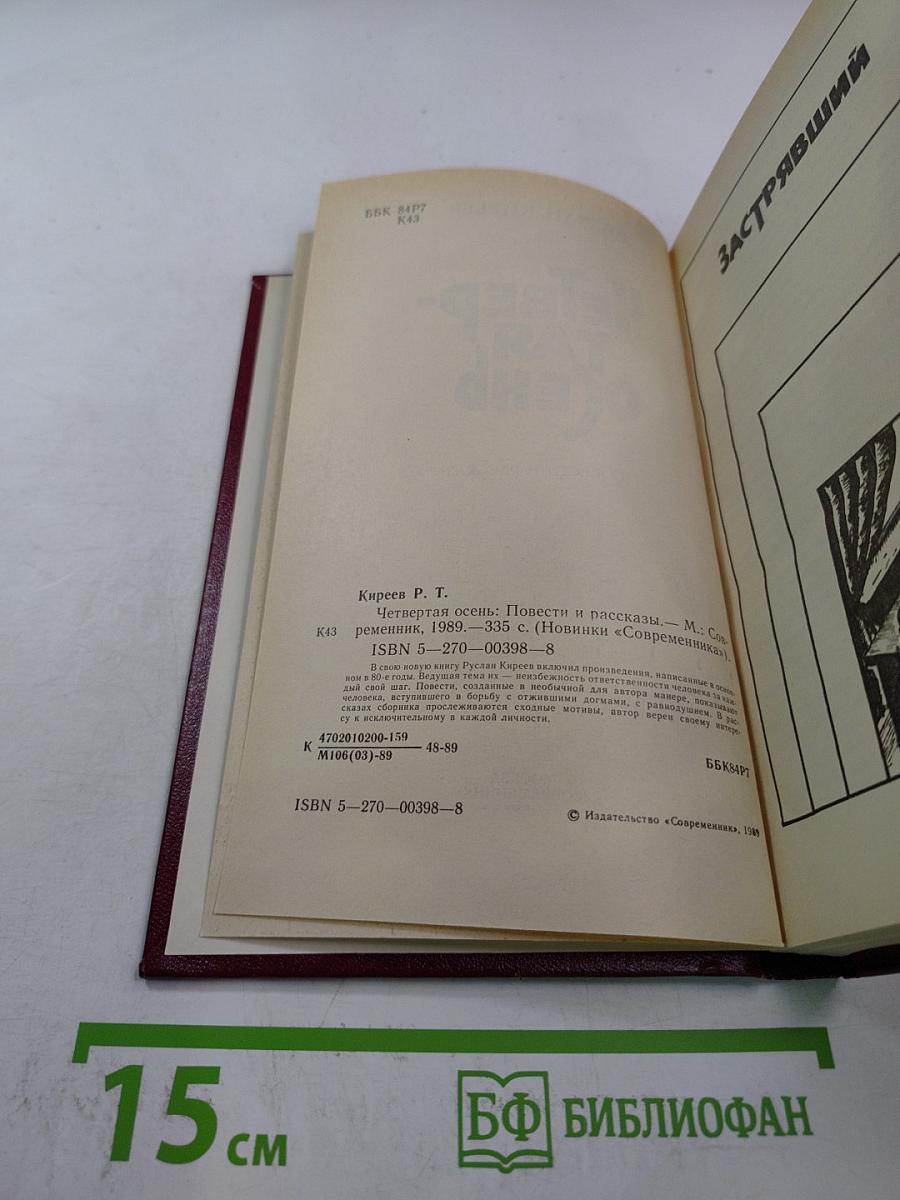 ББК 84Р7
К43
Киреев Р. Т.
Четвертая осень: Повести и рассказы.— М.: Сов-
К43
ременник, 1989.—335 с. (Новинки «Современника»).
ISBN 5—270—00398—8
В свою новую книгу Руслан Киреев включил произведения, написанные в основ-
ном в 80-е годы. Ведущая тема их — неизбежность ответственности человека за каж-
дый свой шаг. Повести, созданные в необычной для автора манере, показывают
человека, вступившего в борьбу с отжившими догмами, с равнодушием. В рас-
сказах сборника прослеживаются сходные мотивы, автор верен своему интере-
су к исключительному в каждой личности.
К 4702010200-159 48-89
М106(03)-89
ББК84Р7
ISBN 5—270—00398—8
© Издательство «Современник», 1989
ЗАСТРЯВШИЙ
15 см
БФ БИБЛИОФАН